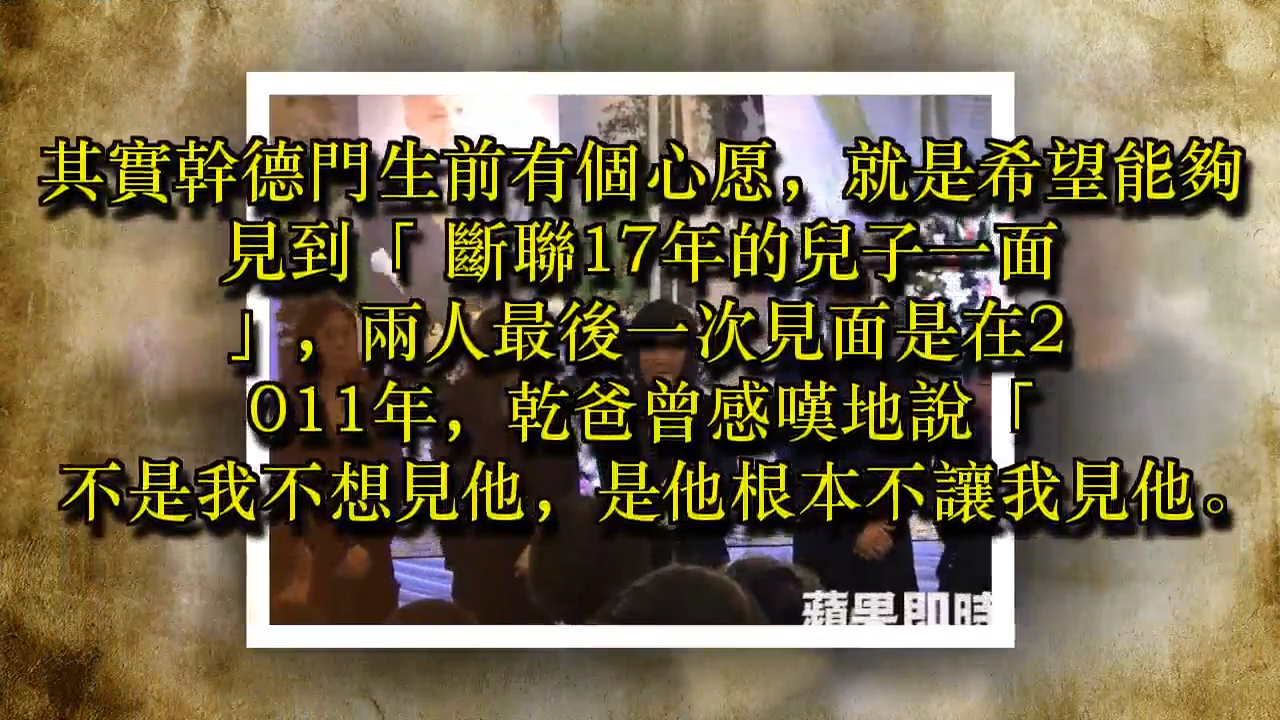 其實幹德門生前有個心愿，就是希望能夠
見到「 斷聯17年的兒子一面
」，兩人最後一次見面是在2
011年，乾爸曾感嘆地說「
不是我不想見他，是他根本不讓我見他。
蘋果即時